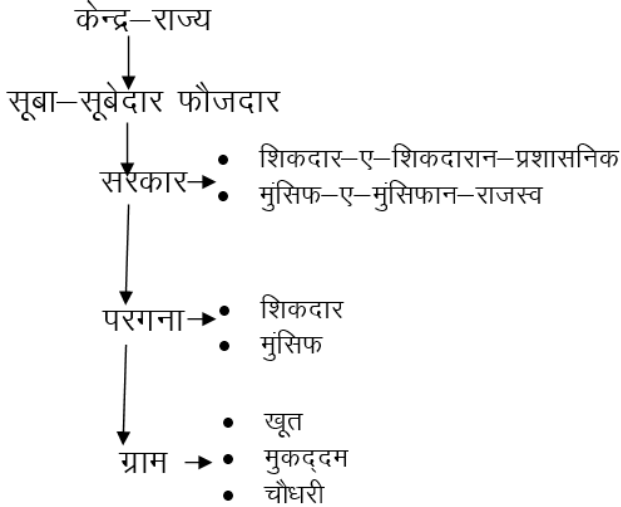 केन्द्र–राज्य
सूबा–सूबेदार फौजदार
सरकार
• शिकदार–ए–शिकदारान–प्रशासनिक
• मुंसिफ–ए–मुंसिफान–राजस्व
परगना
• शिकदार
• मुंसिफ
ग्राम
• खूत
• मुकद्दम
• चौधरी